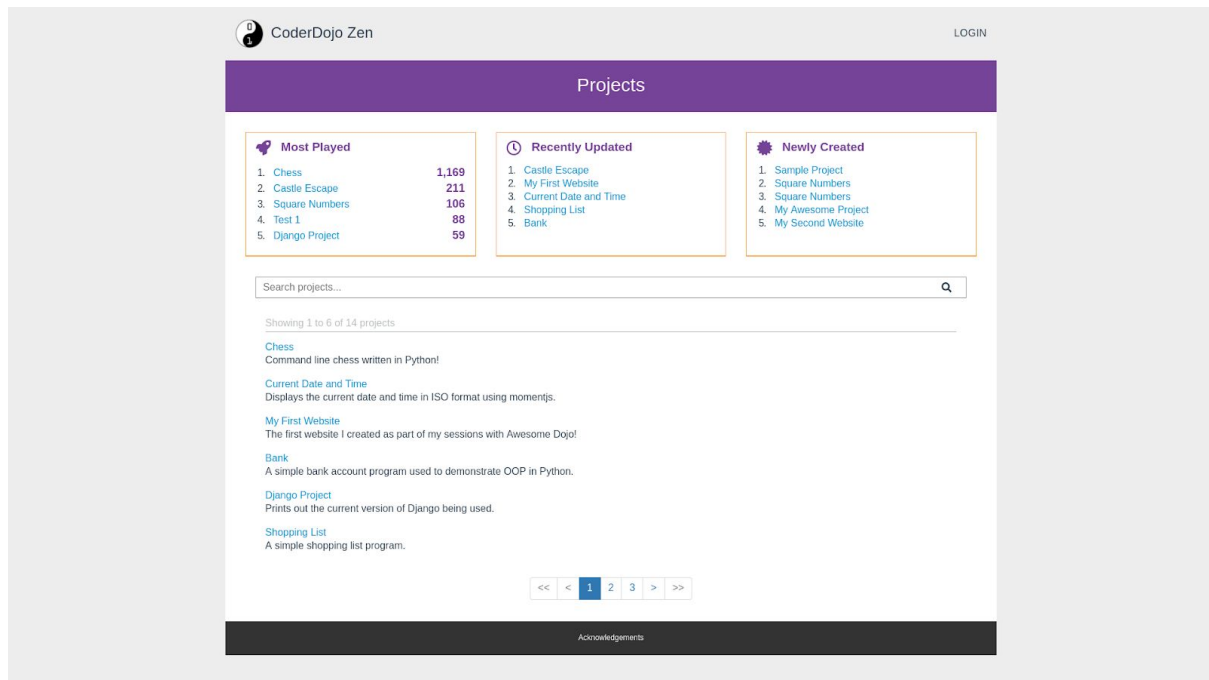 CoderDojo Zen
LOGIN
Projects
Most Played
1. Chess 1,169
2. Castle Escape 211
3. Square Numbers 106
4. Test 1 88
5. Django Project 59
Recently Updated
1. Castle Escape
2. My First Website
3. Current Date and Time
4. Shopping List
5. Bank
Newly Created
1. Sample Project
2. Square Numbers
3. Square Numbers
4. My Awesome Project
5. My Second Website
Search projects...
Showing 1 to 6 of 14 projects
Chess
Command line chess written in Python!
Current Date and Time
Displays the current date and time in ISO format using momentjs.
My First Website
The first website I created as part of my sessions with Awesome Dojo!
Bank
A simple bank account program used to demonstrate OOP in Python.
Django Project
Prints out the current version of Django being used.
Shopping List
A simple shopping list program.
<< < 1 2 3 > >>
Acknowledgements